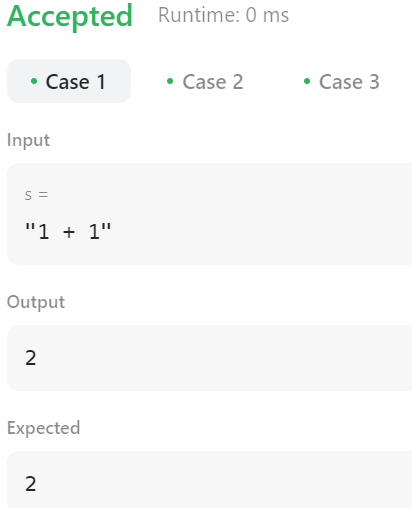 Accepted Runtime: 0 ms
Case 1 Case 2 Case 3
Input
s =
"1 + 1"
Output
2
Expected
2